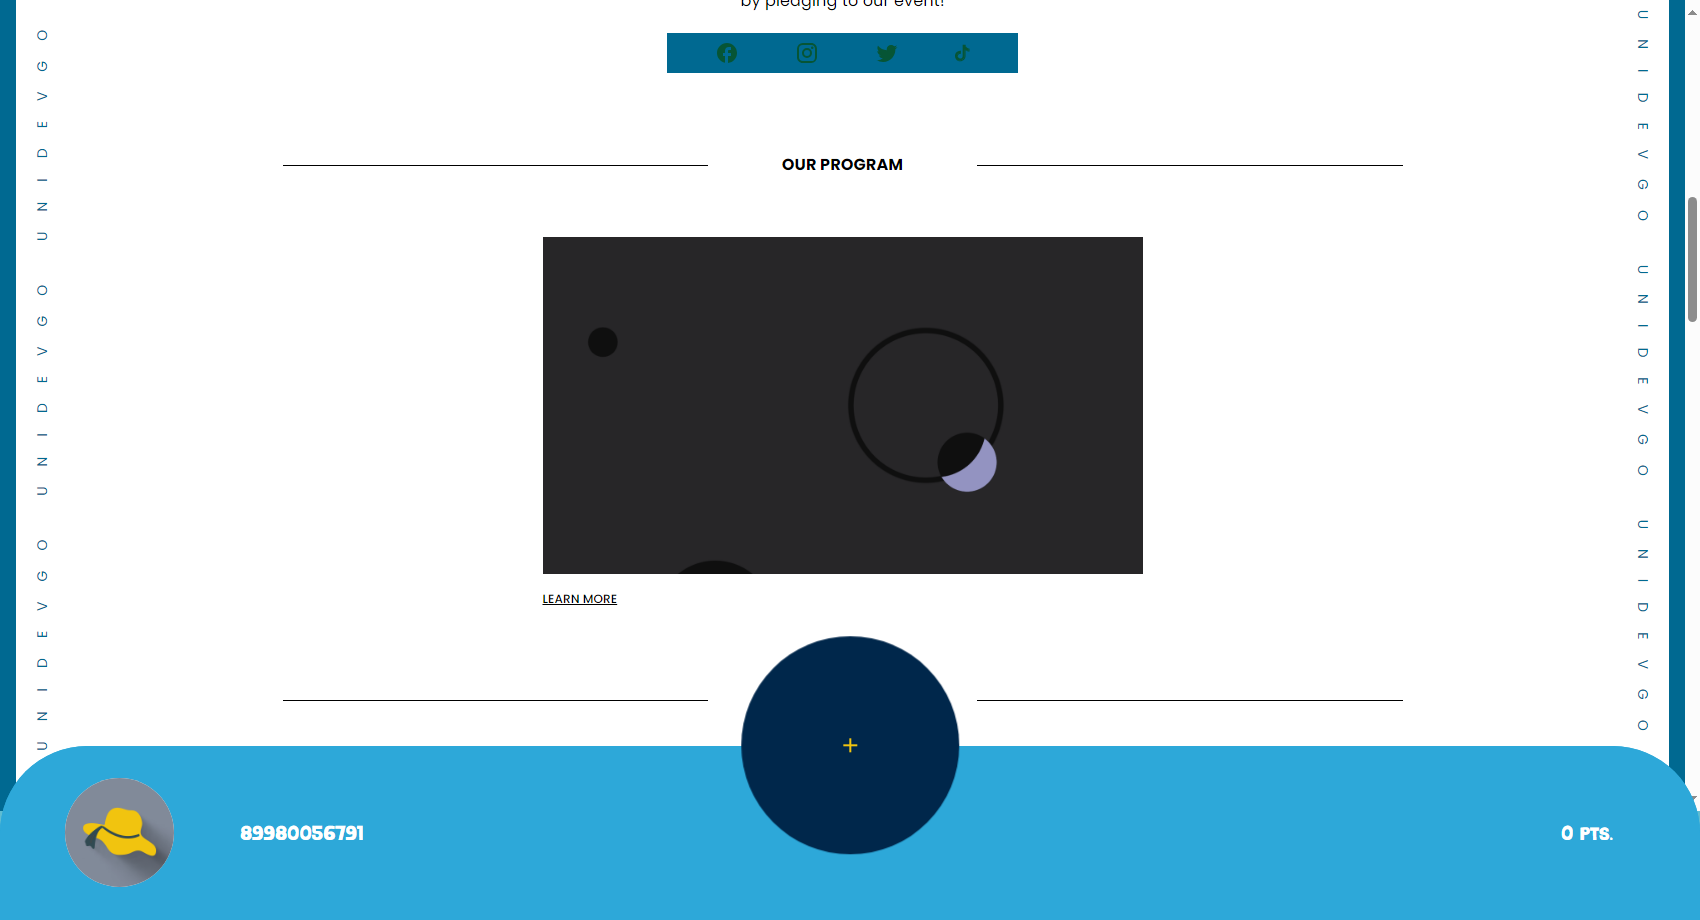 by pledging to our event!
UNIDEVGO UNIDEVGO UNIDEVGO
UNIDEVGO UNIDEVGO UNIDEVGO
OUR PROGRAM
LEARN MORE
+
89980056791
0 PTS.